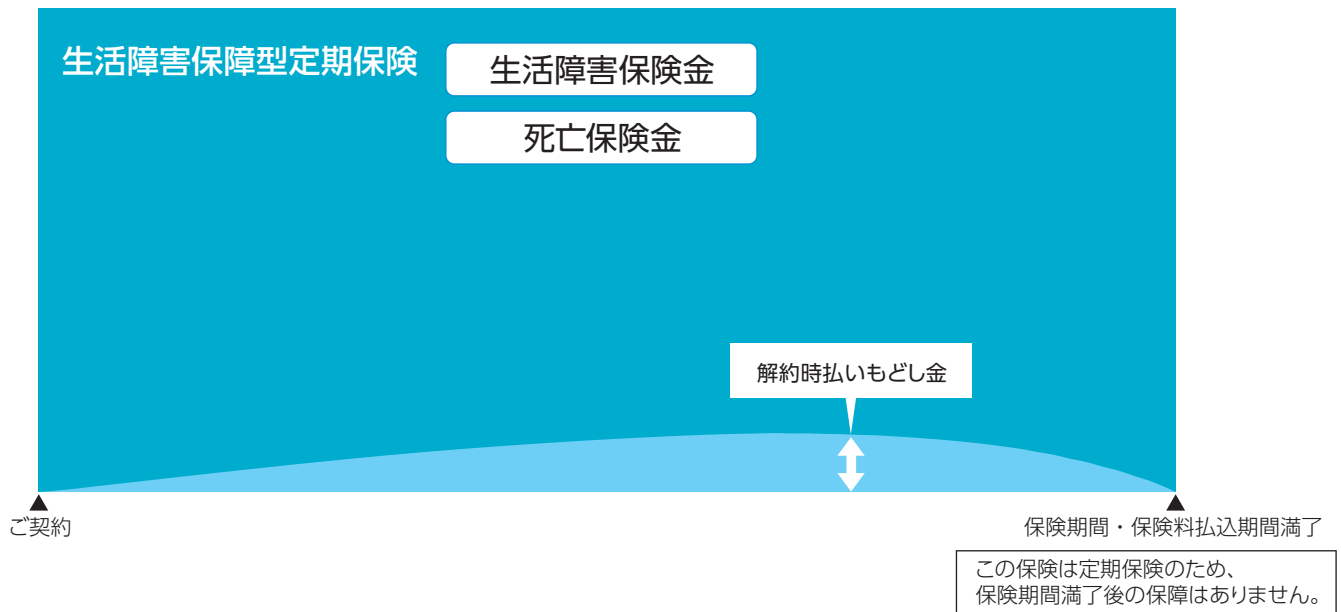 生活障害保障型定期保険
生活障害保険金
死亡保険金
解約時払いもどし金
ご契約
保険期間・保険料払込期間満了
この保険は定期保険のため、
保険期間満了後の保障はありません。